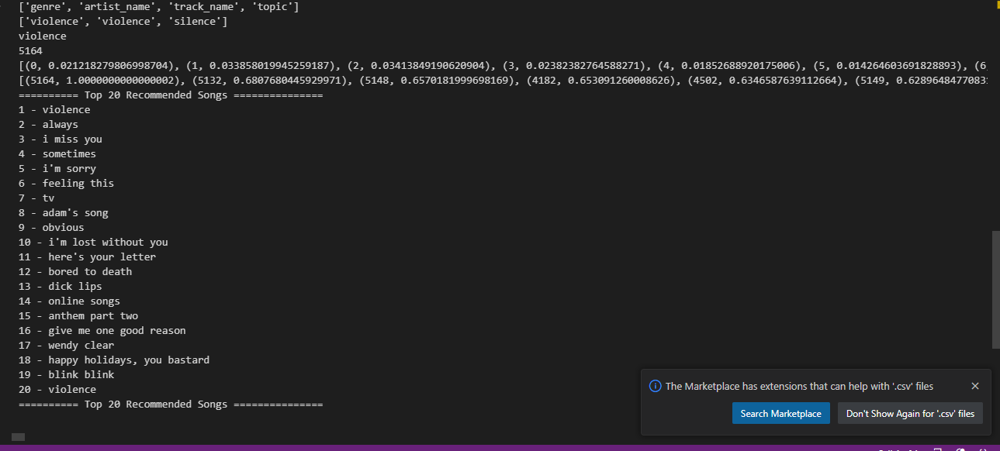 ['genre', 'artist_name', 'track_name', 'topic']
['violence', 'violence', 'silence']
violence
5164
[(0, 0.021218279806998704), (1, 0.033858019945259187), (2, 0.03413849190620904), (3, 0.02382382764588271), (4, 0.01852688920175006), (5, 0.014264603691828893), (6,
[(5164, 1.0000000000000002), (5132, 0.6807680445929971), (5148, 0.6570181999698169), (4182, 0.653091260008626), (4502, 0.6346587639112664), (5149, 0.6289648477083
========== Top 20 Recommended Songs ===============
1 - violence
2 - always
3 - i miss you
4 - sometimes
5 - i'm sorry
6 - feeling this
7 - tv
8 - adam's song
9 - obvious
10 - i'm lost without you
11 - here's your letter
12 - bored to death
13 - dick lips
14 - online songs
15 - anthem part two
16 - give me one good reason
17 - wendy clear
18 - happy holidays, you bastard
19 - blink blink
20 - violence
========== Top 20 Recommended Songs ===============
The Marketplace has extensions that can help with '.csv' files
Search Marketplace
Don't Show Again for '.csv' files